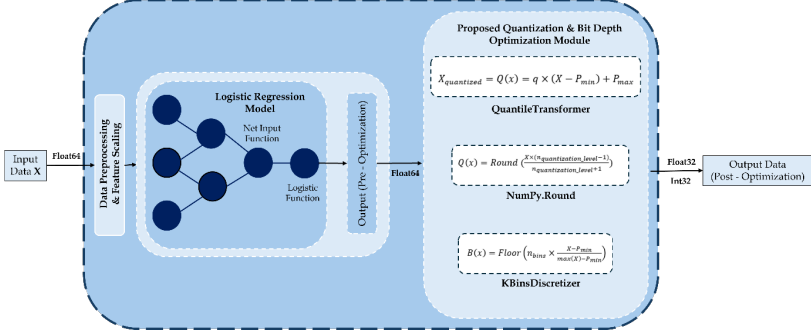 Input
Data X
Float64
Data Preprocessing
& Feature Scaling
Logistic Regression
Model
Net Input
Function
Logistic
Function
Output (Pre - Optimization)
Float64
Proposed Quantization & Bit Depth
Optimization Module
X_quantized = Q(x) = q × (X − P_min) + P_max
QuantileTransformer
Q(x) = Round (X×(n_quantization_level−1) / n_quantization_level+1)
NumPy.Round
B(x) = Floor (n_bins × X−P_min / max(X)−P_min)
KBinsDiscretizer
Float32
Int32
Output Data
(Post - Optimization)